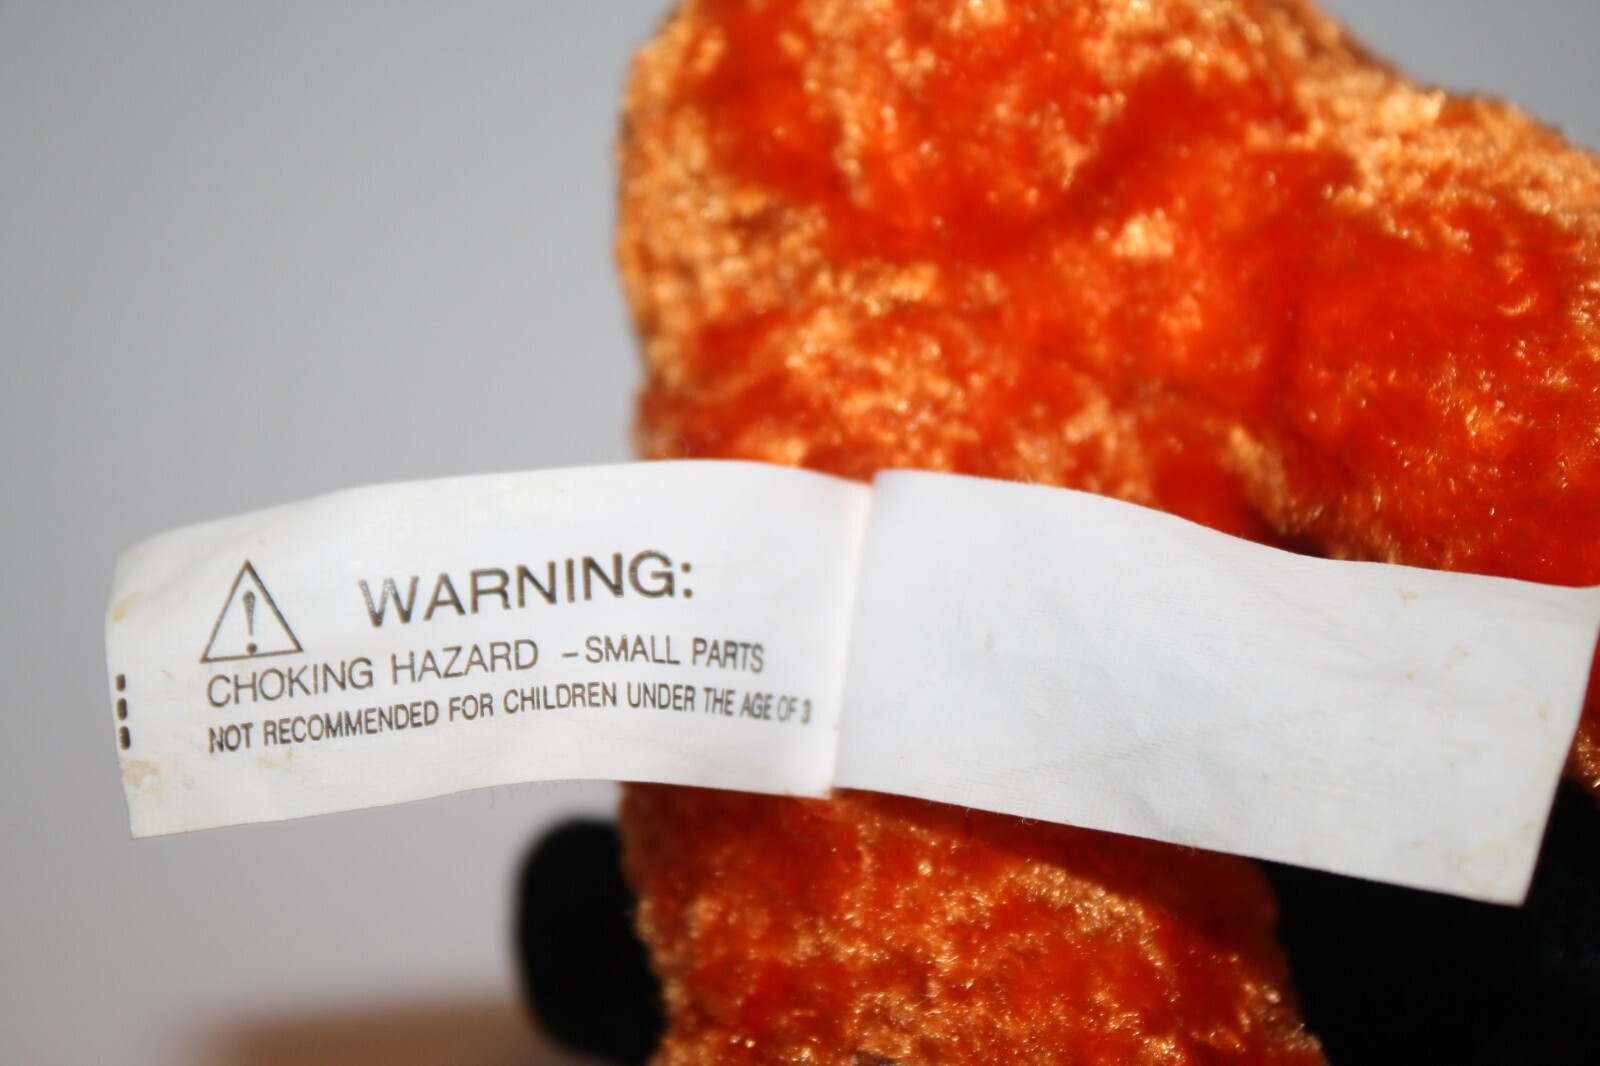 WARNING:
CHOKING HAZARD -SMALL PARTS
NOT RECOMMENDED FOR CHILDREN UNDER THE AGE OF 3